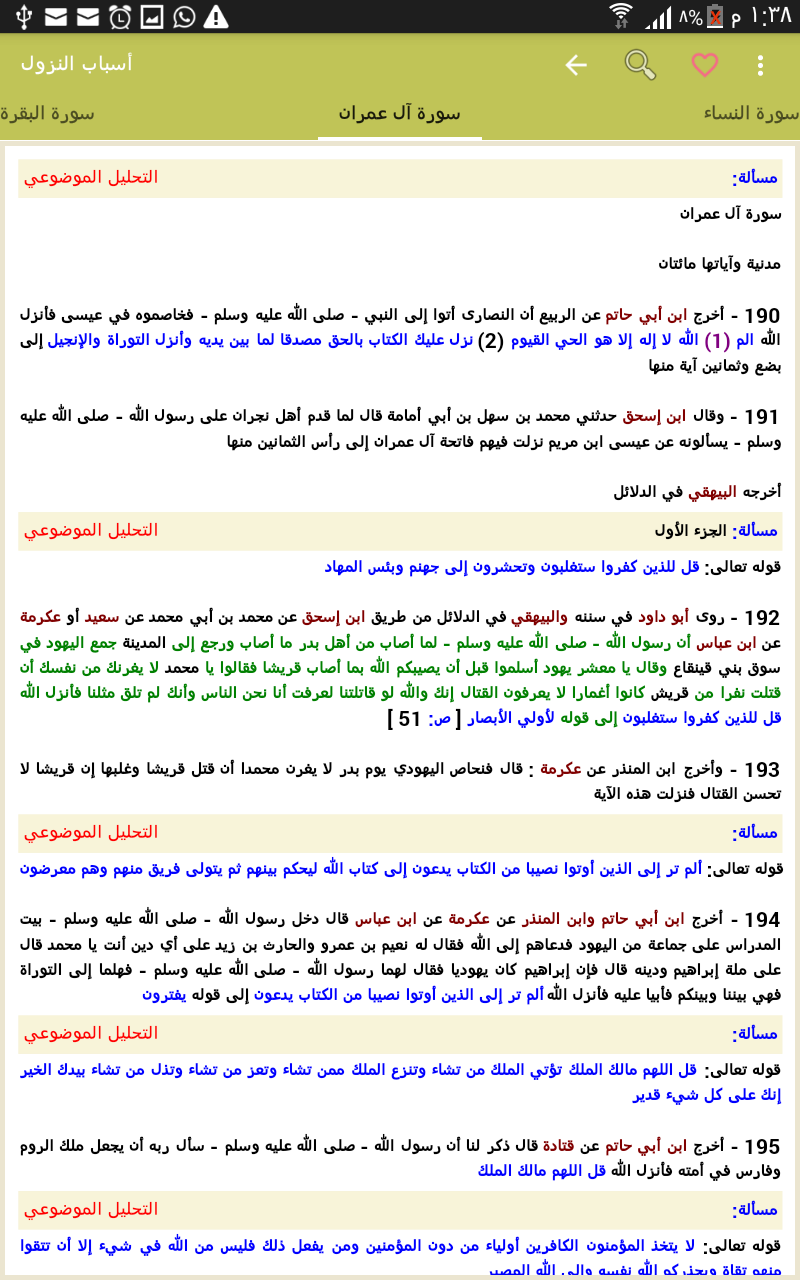 ١:٣٨ م ٨%
أسباب النزول
سورة البقرة
سورة آل عمران
سورة النساء
مسألة: التحليل الموضوعي
سورة آل عمران
مدنية وآياتها مائتان
190 - أخرج ابن أبي حاتم عن الربيع أن النصارى أتوا إلى النبي - صلى الله عليه وسلم - فخاصموه في عيسى فأنزل
الله الم (1) الله لا إله إلا هو الحي القيوم (2) نزل عليك الكتاب بالحق مصدقا لما بين يديه وأنزل التوراة والإنجيل إلى
بضع وثمانين آية منها
191 - وقال ابن إسحق حدثني محمد بن سهل بن أبي أمامة قال لما قدم أهل نجران على رسول الله - صلى الله عليه
وسلم - يسألونه عن عيسى ابن مريم نزلت فيهم فاتحة آل عمران إلى رأس الثمانين منها
أخرجه البيهقي في الدلائل
مسألة: الجزء الأول التحليل الموضوعي
قوله تعالى: قل للذين كفروا ستغلبون وتحشرون إلى جهنم وبئس المهاد
192 - روى أبو داود في سننه والبيهقي في الدلائل من طريق ابن إسحق عن محمد بن أبي محمد عن سعيد أو عكرمة
عن ابن عباس أن رسول الله - صلى الله عليه وسلم - لما أصاب من أهل بدر ما أصاب ورجع إلى المدينة جمع اليهود في
سوق بني قينقاع وقال يا معشر يهود أسلموا قبل أن يصيبكم الله بما أصاب قريشا فقالوا يا محمد لا يغرنك من نفسك أن
قتلت نفرا من قريش كانوا أغمارا لا يعرفون القتال إنك والله لو قاتلتنا لعرفت أنا نحن الناس وأنك لم تلق مثلنا فأنزل الله
قل للذين كفروا ستغلبون إلى قوله لأولي الأبصار [ ص: 51 ]
193 - وأخرج ابن المنذر عن عكرمة : قال فنحاص اليهودي يوم بدر لا يغرن محمدا أن قتل قريشا وغلبها إن قريشا لا
تحسن القتال فنزلت هذه الآية
مسألة: التحليل الموضوعي
قوله تعالى: ألم تر إلى الذين أوتوا نصيبا من الكتاب يدعون إلى كتاب الله ليحكم بينهم ثم يتولى فريق منهم وهم معرضون
194 - أخرج ابن أبي حاتم وابن المنذر عن عكرمة عن ابن عباس قال دخل رسول الله - صلى الله عليه وسلم - بيت
المدراس على جماعة من اليهود فدعاهم إلى الله فقال له نعيم بن عمرو والحارث بن زيد على أي دين أنت يا محمد قال
على ملة إبراهيم ودينه قال فإن إبراهيم كان يهوديا فقال لهما رسول الله - صلى الله عليه وسلم - فهلما إلى التوراة
فهي بيننا وبينكم فأبيا عليه فأنزل الله ألم تر إلى الذين أوتوا نصيبا من الكتاب يدعون إلى قوله يفترون
مسألة: التحليل الموضوعي
قوله تعالى: قل اللهم مالك الملك تؤتي الملك من تشاء وتنزع الملك ممن تشاء وتعز من تشاء وتذل من تشاء بيدك الخير
إنك على كل شيء قدير
195 - أخرج ابن أبي حاتم عن قتادة قال ذكر لنا أن رسول الله - صلى الله عليه وسلم - سأل ربه أن يجعل ملك الروم
وفارس في أمته فأنزل الله قل اللهم مالك الملك
مسألة: التحليل الموضوعي
قوله تعالى: لا يتخذ المؤمنون الكافرين أولياء من دون المؤمنين ومن يفعل ذلك فليس من الله في شيء إلا أن تتقوا
منهم تقاة ويحذركم الله نفسه وإلى الله المصير